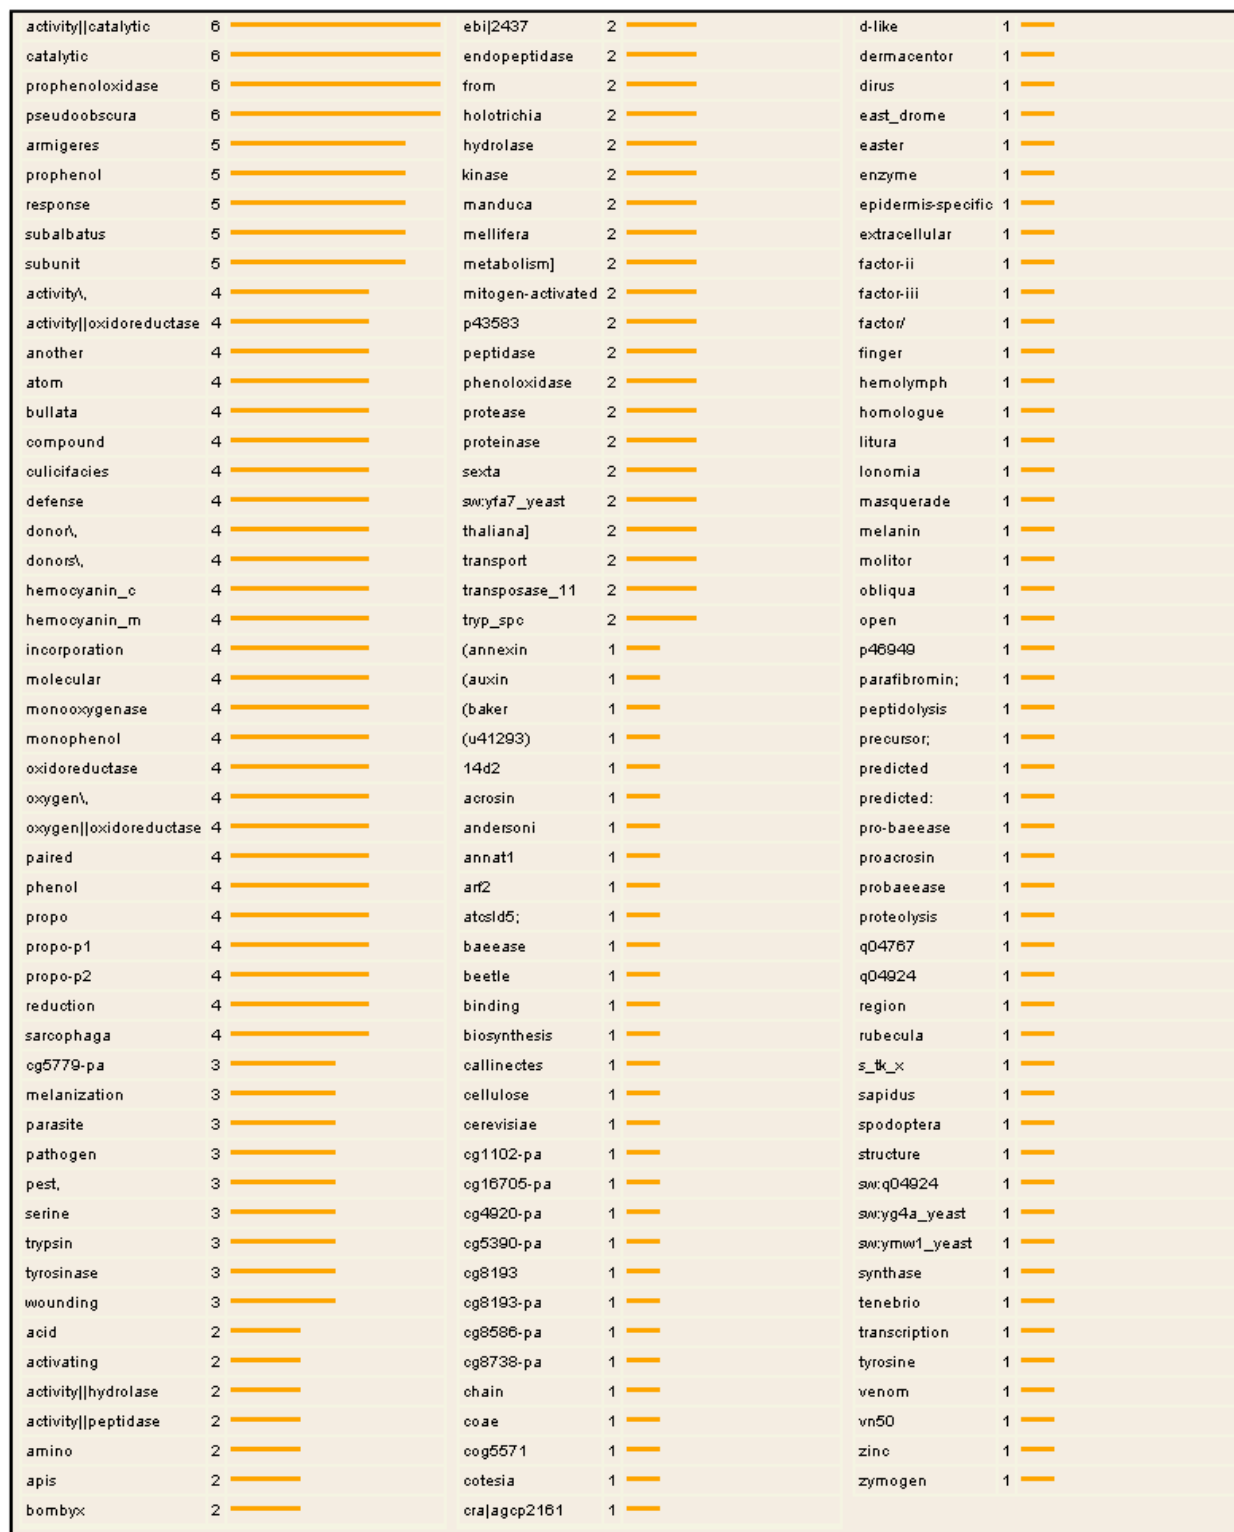 activity||catalytic 6
catalytic 6
prophenoloxidase 6
pseudoobscura 6
armigeres 5
prophenol 5
response 5
subalbatus 5
subunit 5
activity\, 4
activity||oxidoreductase 4
another 4
atom 4
bullata 4
compound 4
culicifacies 4
defense 4
donor\, 4
donors\, 4
hemocyanin_c 4
hemocyanin_m 4
incorporation 4
molecular 4
monooxygenase 4
monophenol 4
oxidoreductase 4
oxygen\, 4
oxygen||oxidoreductase 4
paired 4
phenol 4
propo 4
propo-p1 4
propo-p2 4
reduction 4
sarcophaga 4
cg5779-pa 3
melanization 3
parasite 3
pathogen 3
pest, 3
serine 3
trypsin 3
tyrosinase 3
wounding 3
acid 2
activating 2
activity||hydrolase 2
activity||peptidase 2
amino 2
apis 2
bombyx 2
ebi|2437 2
endopeptidase 2
from 2
holotrichia 2
hydrolase 2
kinase 2
manduca 2
mellifera 2
metabolism] 2
mitogen-activated 2
p43583 2
peptidase 2
phenoloxidase 2
protease 2
proteinase 2
sexta 2
sw:yfa7_yeast 2
thaliana] 2
transport 2
transposase_11 2
tryp_spc 2
(annexin 1
(auxin 1
(baker 1
(u41293) 1
14d2 1
acrosin 1
andersoni 1
annat1 1
arf2 1
atcsld5; 1
baeease 1
beetle 1
binding 1
biosynthesis 1
callinectes 1
cellulose 1
cerevisiae 1
cg1102-pa 1
cg16705-pa 1
cg4920-pa 1
cg5390-pa 1
cg8193 1
cg8193-pa 1
cg8586-pa 1
cg8738-pa 1
chain 1
coae 1
cog5571 1
cotesia 1
cra|agcp2161 1
d-like 1
dermacentor 1
dirus 1
east_drome 1
easter 1
enzyme 1
epidermis-specific 1
extracellular 1
factor-ii 1
factor-iii 1
factor/ 1
finger 1
hemolymph 1
homologue 1
litura 1
lonomia 1
masquerade 1
melanin 1
molitor 1
obliqua 1
open 1
p46949 1
parafibromin; 1
peptidolysis 1
precursor; 1
predicted 1
predicted: 1
pro-baeease 1
proacrosin 1
probaeease 1
proteolysis 1
q04767 1
q04924 1
region 1
rubecula 1
s_tk_x 1
sapidus 1
spodoptera 1
structure 1
sw:q04924 1
sw:yg4a_yeast 1
sw:ymw1_yeast 1
synthase 1
tenebrio 1
transcription 1
tyrosine 1
venom 1
vn50 1
zinc 1
zymogen 1